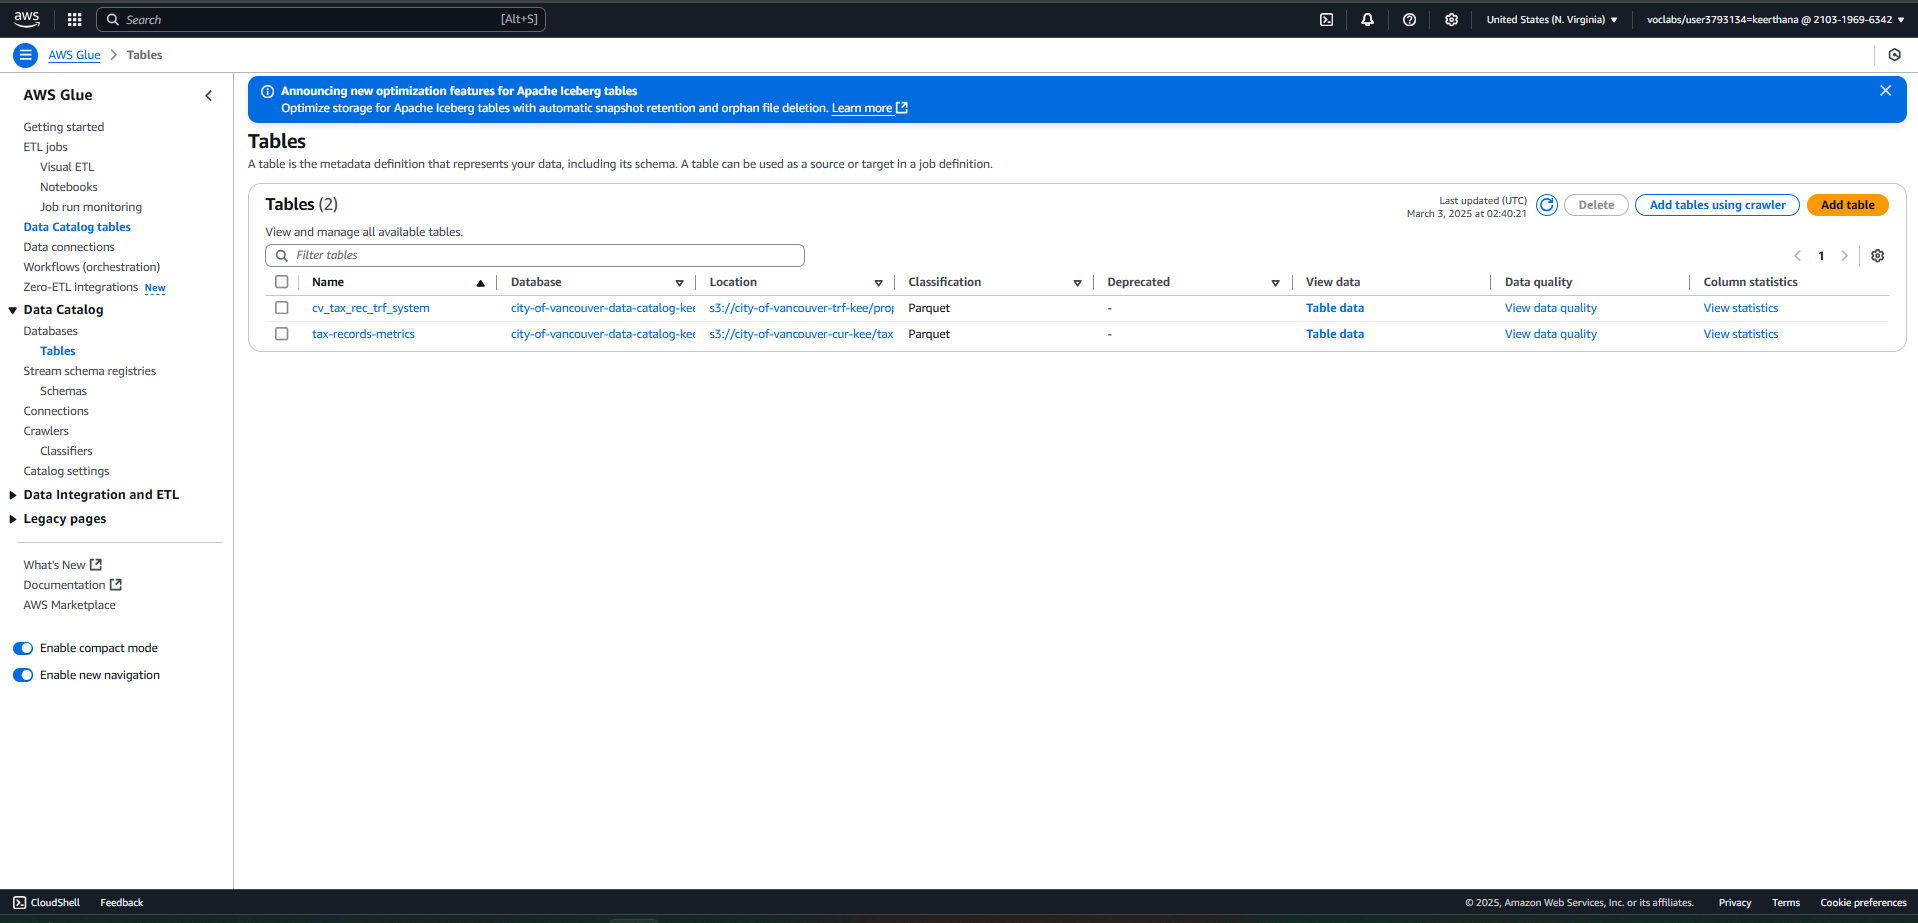 aws
Search
[Alt+S]
United States (N. Virginia)
voclabs/user3793134=keerthana @ 2103-1969-6342
AWS Glue
Tables
AWS Glue
Getting started
ETL jobs
Visual ETL
Notebooks
Job run monitoring
Data Catalog tables
Data connections
Workflows (orchestration)
Zero-ETL integrations New
Data Catalog
Databases
Tables
Stream schema registries
Schemas
Connections
Crawlers
Classifiers
Catalog settings
Data Integration and ETL
Legacy pages
What's New
Documentation
AWS Marketplace
Enable compact mode
Enable new navigation
Announcing new optimization features for Apache Iceberg tables
Optimize storage for Apache Iceberg tables with automatic snapshot retention and orphan file deletion. Learn more
Tables
A table is the metadata definition that represents your data, including its schema. A table can be used as a source or target in a job definition.
Tables (2)
Last updated (UTC)
March 3, 2025 at 02:40:21
Delete
Add tables using crawler
Add table
View and manage all available tables.
Filter tables
1
Name Database Location Classification Deprecated View data Data quality Column statistics
cv_tax_rec_trf_system city-of-vancouver-data-catalog-kee s3://city-of-vancouver-trf-kee/prop Parquet - Table data View data quality View statistics
tax-records-metrics city-of-vancouver-data-catalog-kee s3://city-of-vancouver-cur-kee/tax Parquet - Table data View data quality View statistics
CloudShell
Feedback
© 2025, Amazon Web Services, Inc. or its affiliates.
Privacy
Terms
Cookie preferences